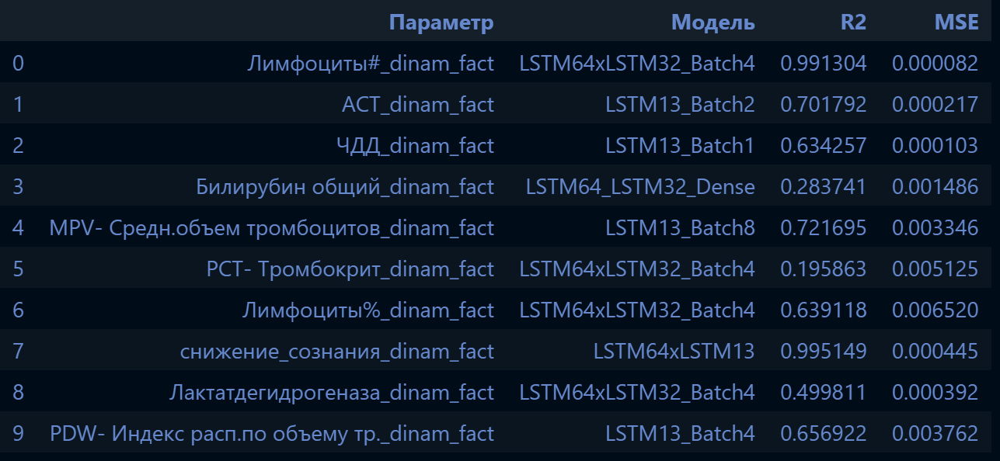 Параметр Модель R2 MSE
0 Лимфоциты#_dinam_fact LSTM64xLSTM32_Batch4 0.991304 0.000082
1 АСТ_dinam_fact LSTM13_Batch2 0.701792 0.000217
2 ЧДД_dinam_fact LSTM13_Batch1 0.634257 0.000103
3 Билирубин общий_dinam_fact LSTM64_LSTM32_Dense 0.283741 0.001486
4 MPV- Средн.объем тромбоцитов_dinam_fact LSTM13_Batch8 0.721695 0.003346
5 PCT- Тромбокрит_dinam_fact LSTM64xLSTM32_Batch4 0.195863 0.005125
6 Лимфоциты%_dinam_fact LSTM64xLSTM32_Batch4 0.639118 0.006520
7 снижение_сознания_dinam_fact LSTM64xLSTM13 0.995149 0.000445
8 Лактатдегидрогеназа_dinam_fact LSTM64xLSTM32_Batch4 0.499811 0.000392
9 PDW- Индекс расп.по объему тр._dinam_fact LSTM13_Batch4 0.656922 0.003762